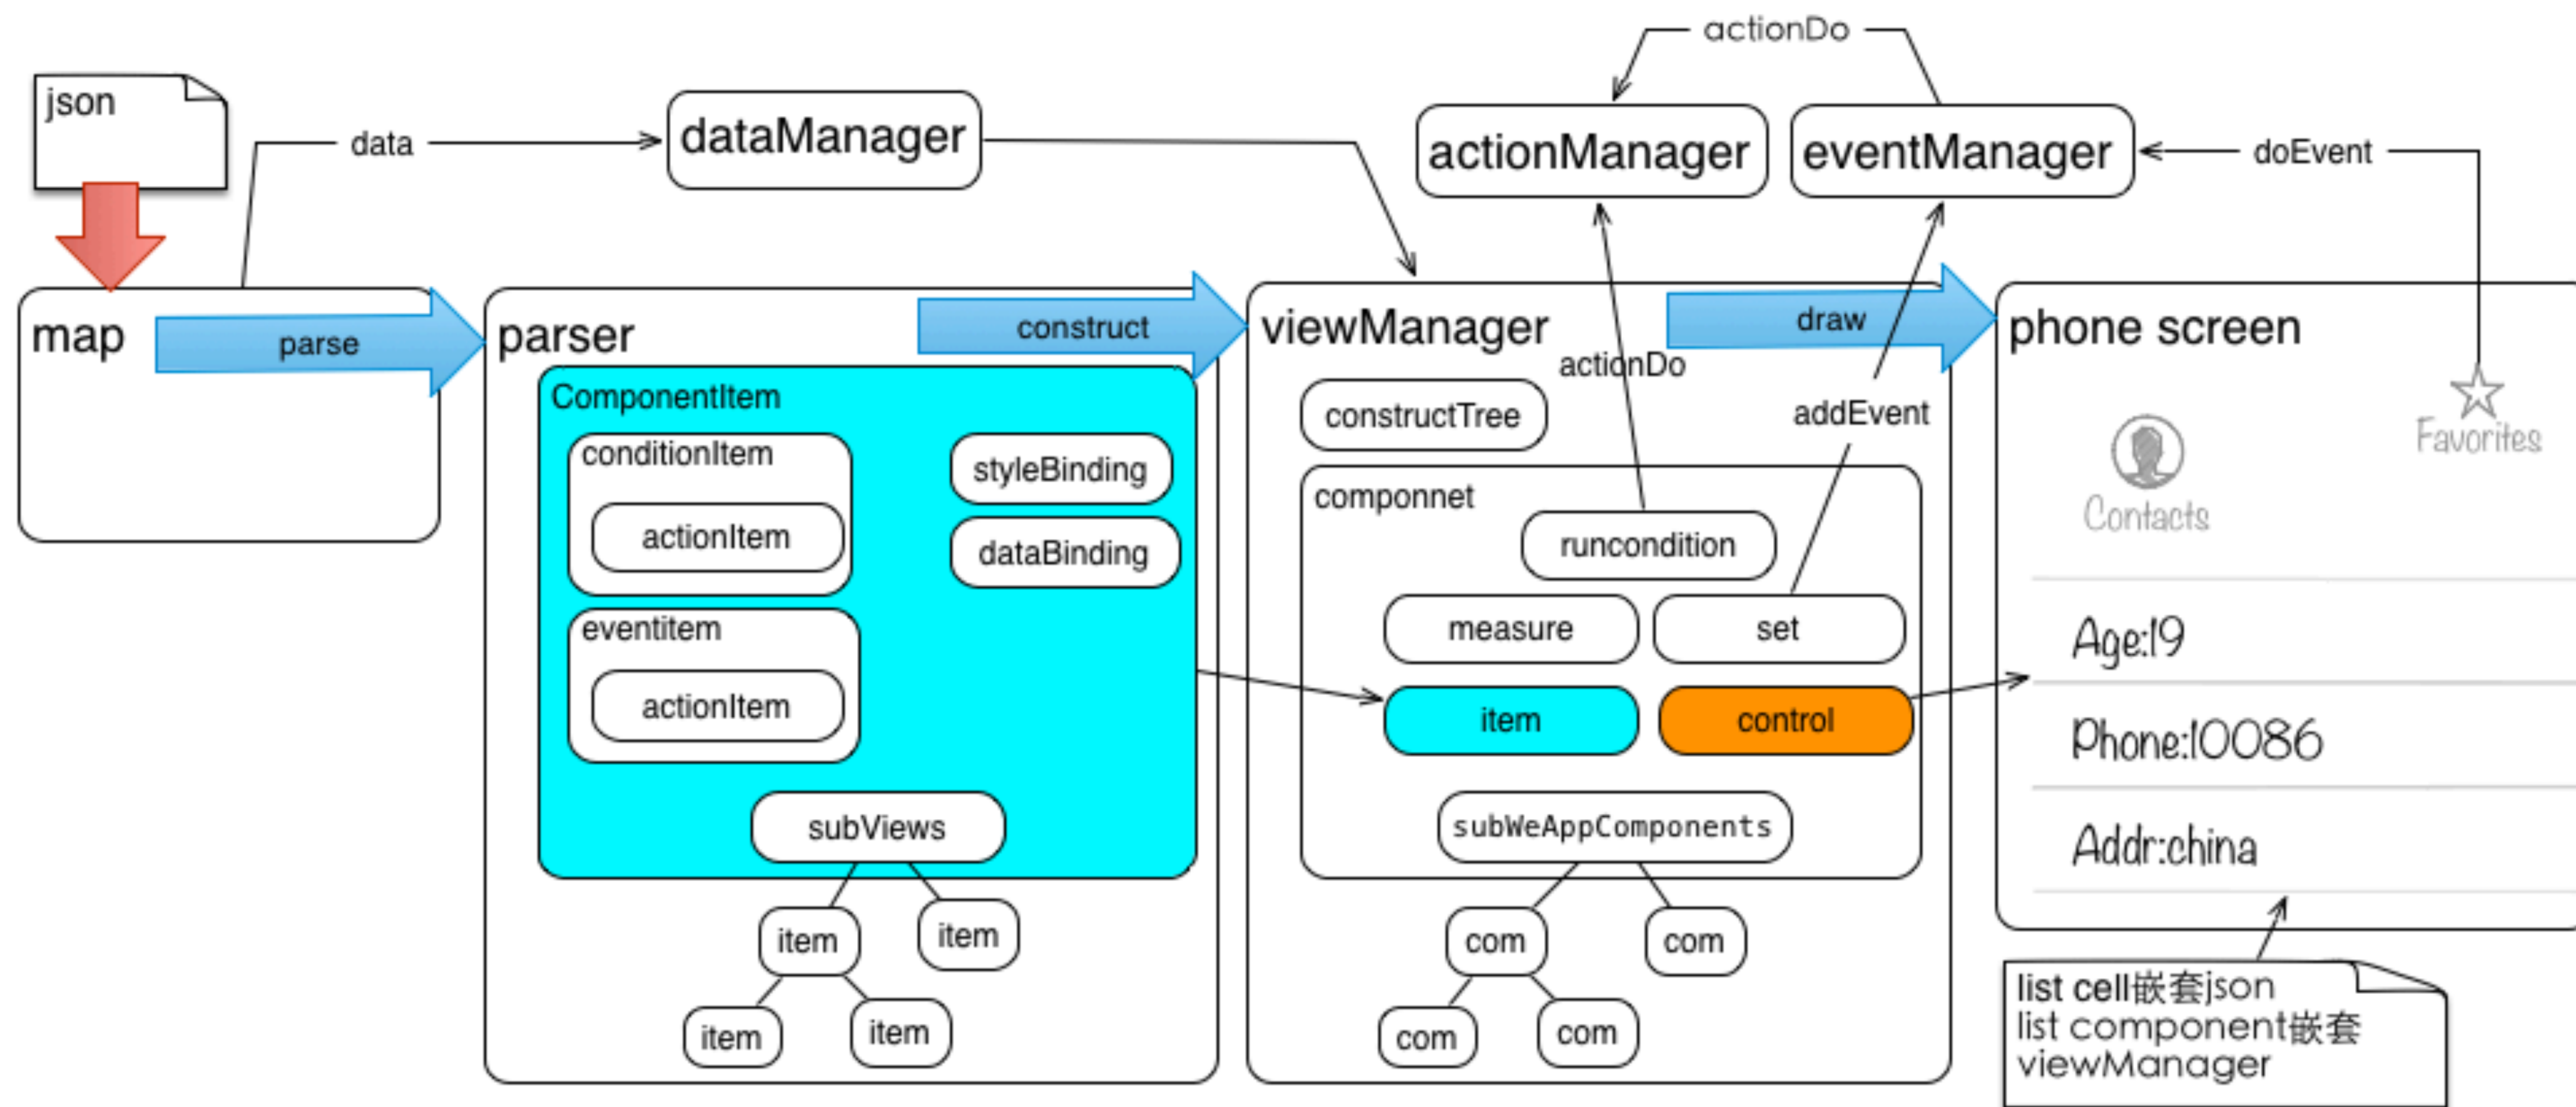 actionDo
json
data
dataManager
actionManager
eventManager
doEvent
map
parse
parser
construct
viewManager
draw
phone screen
actionDo
ComponentItem
constructTree
addEvent
conditionItem
styleBinding
Favorites
actionItem
dataBinding
componnet
Contacts
runcondition
eventitem
measure
set
Age:19
actionItem
item
control
Phone:10086
subViews
subWeAppComponents
Addr:china
item
item
com
com
item
item
com
com
list cell嵌套json
list component嵌套
viewManager